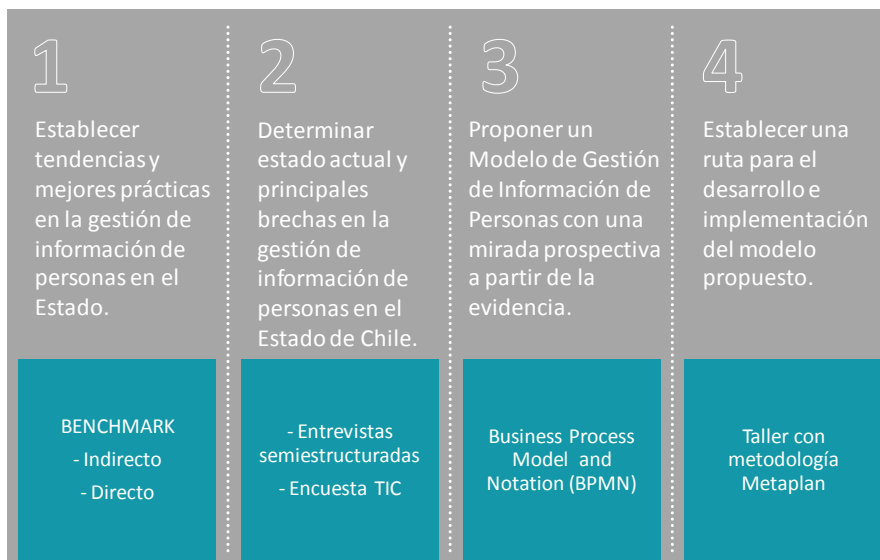 1
Establecer
tendencias y
mejores prácticas
en la gestión de
información de
personas en el
Estado.
BENCHMARK
- Indirecto
- Directo
2
Determinar
estado actual y
principales
brechas en la
gestión de
información de
personas en el
Estado de Chile.
- Entrevistas
semiestructuradas
- Encuesta TIC
3
Proponer un
Modelo de Gestión
de Información de
Personas con una
mirada prospectiva
a partir de la
evidencia.
Business Process
Model and
Notation (BPMN)
4
Establecer una
ruta para el
desarrollo e
implementación
del modelo
propuesto.
Taller con
metodología
Metaplan